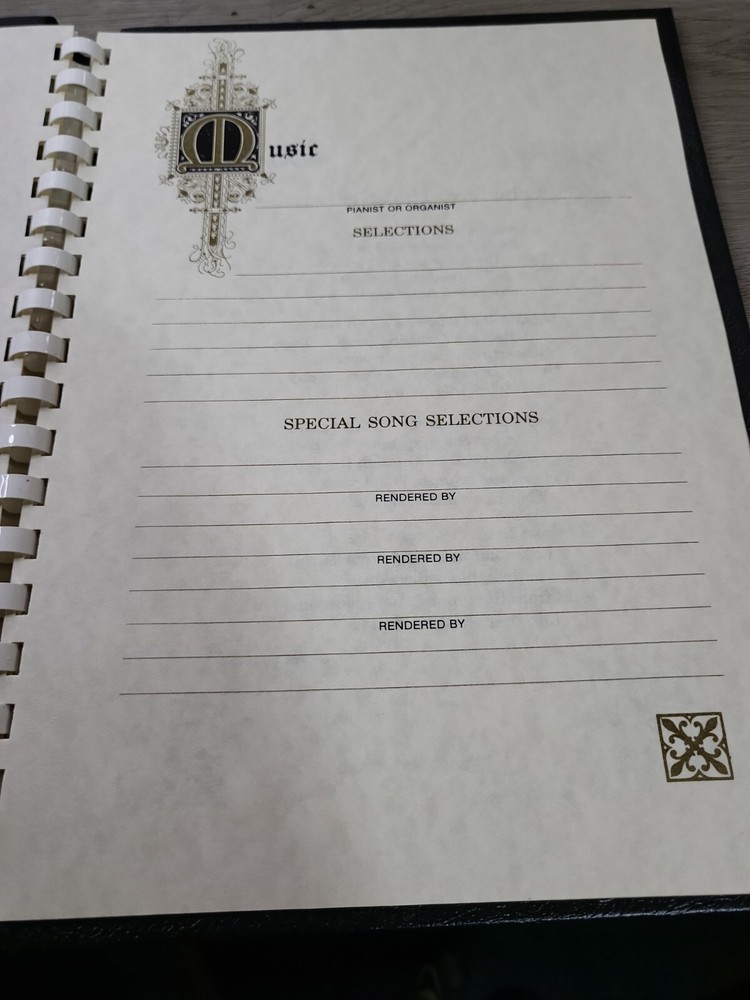 Music
PIANIST OR ORGANIST
SELECTIONS
SPECIAL SONG SELECTIONS
RENDERED BY
RENDERED BY
RENDERED BY